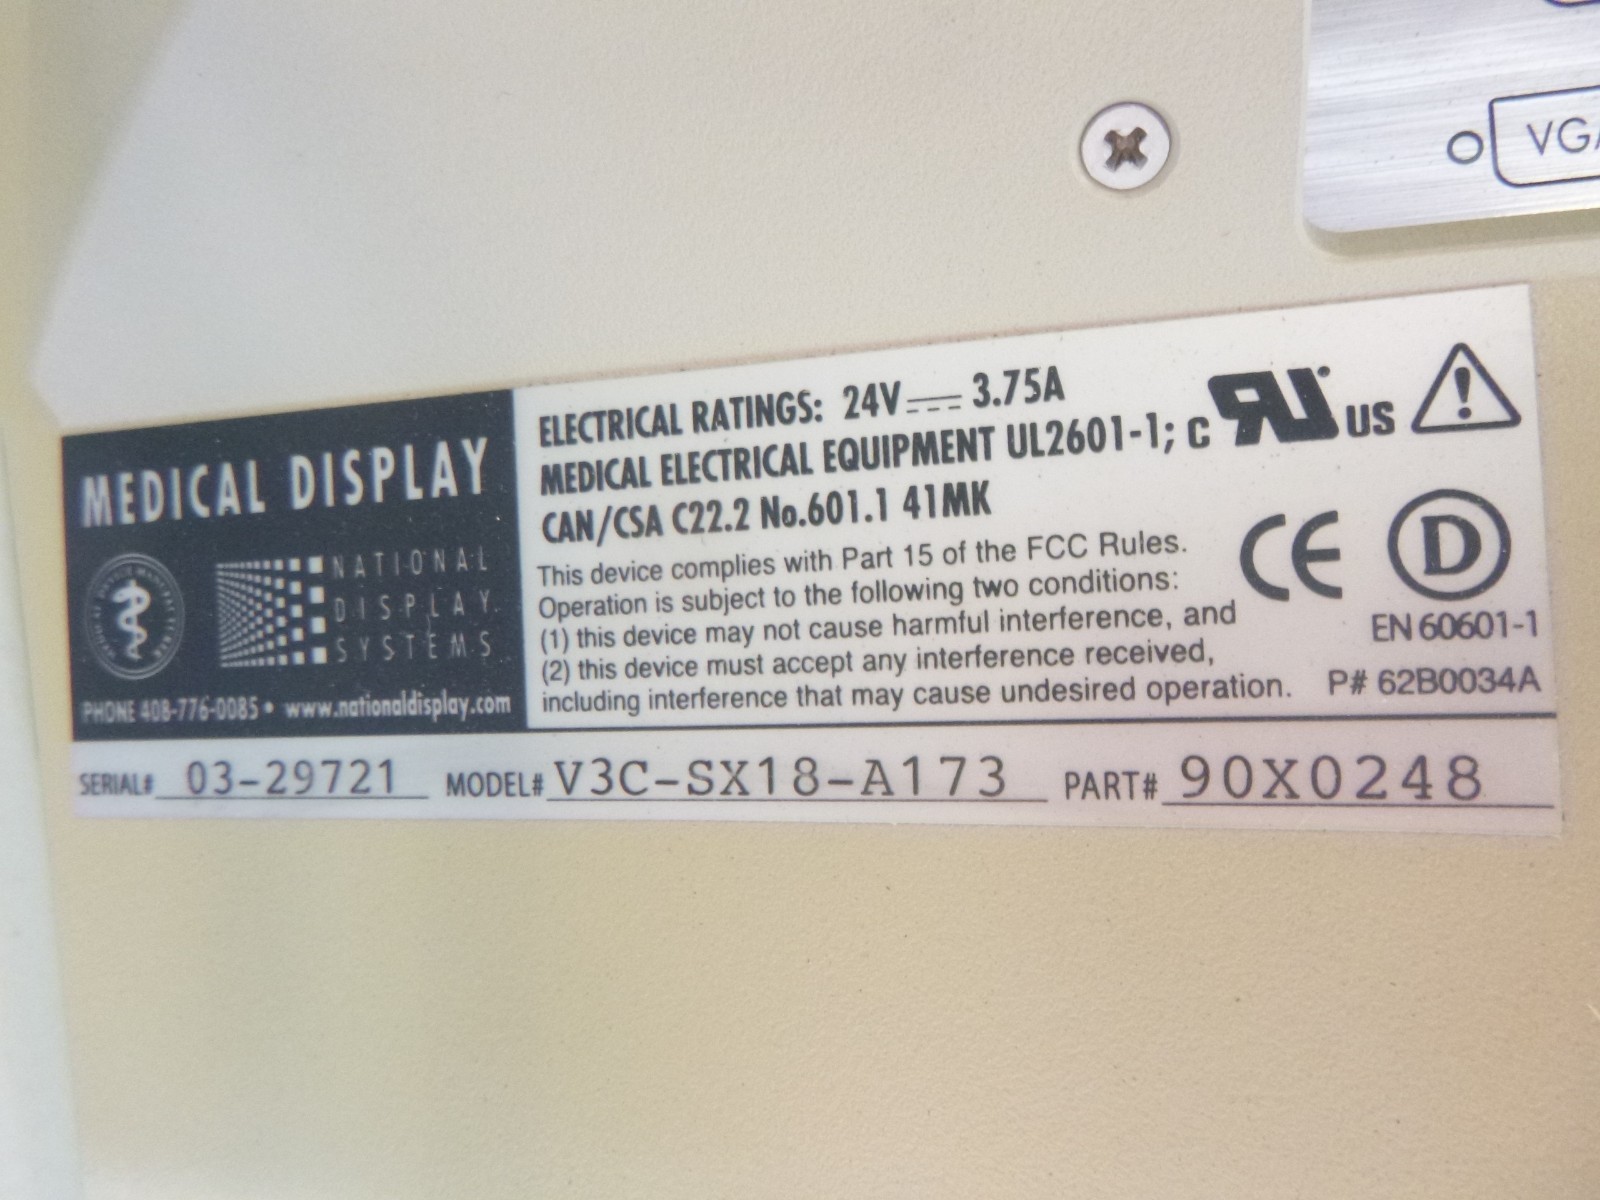 VGA
ELECTRICAL RATINGS: 24V 3.75A
MEDICAL ELECTRICAL EQUIPMENT UL2601-1; C RU US
CAN/CSA C22.2 No.601.1 41MK
MEDICAL DISPLAY
NATIONAL
DISPLAY
SYSTEMS
PHONE 408-776-0085 • www.nationaldisplay.com
This device complies with Part 15 of the FCC Rules.
Operation is subject to the following two conditions:
(1) this device may not cause harmful interference, and
(2) this device must accept any interference received,
including interference that may cause undesired operation.
CE D
EN 60601-1
P# 62B0034A
SERIAL# 03-29721 MODEL# V3C-SX18-A173 PART# 90X0248